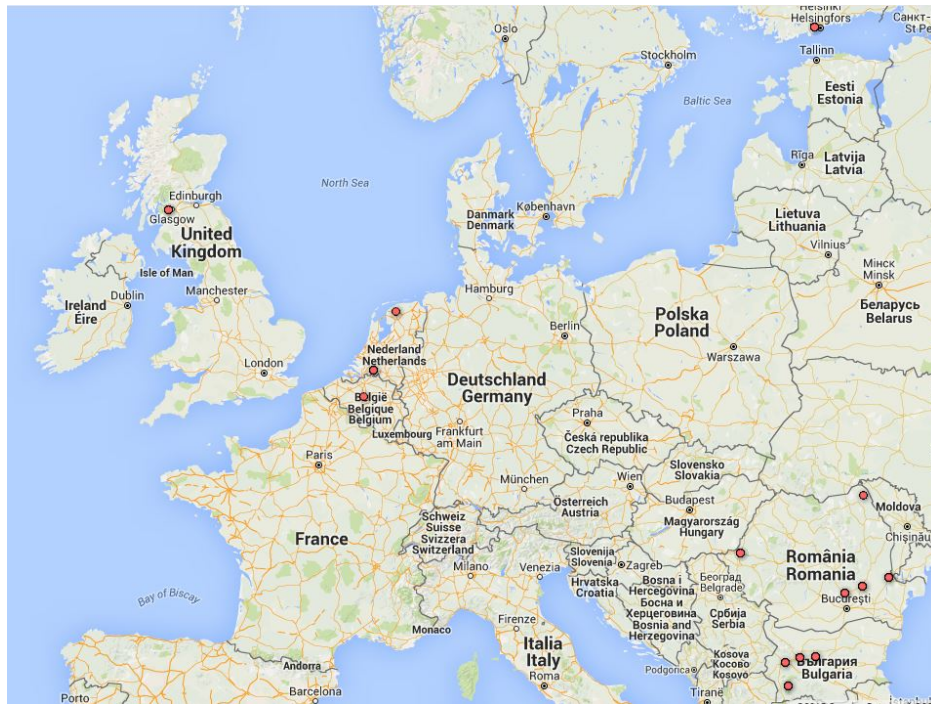 Helsinki
Helsingfors
Санкт-
St Pe
Oslo
Stockholm
Tallinn
Eesti
Estonia
Baltic Sea
Rīga
Latvija
Latvia
North Sea
Edinburgh
Glasgow
København
Danmark
Denmark
Lietuva
Lithuania
Vilnius
United
Kingdom
Isle of Man
Мінск
Minsk
Ireland
Éire
Dublin
Manchester
Hamburg
Беларусь
Belarus
Polska
Poland
Berlin
Warszawa
Nederland
Netherlands
London
Deutschland
Germany
België
Belgique
Belgium
Luxembourg
Frankfurt
am Main
Praha
Česká republika
Czech Republic
Paris
Slovensko
Slovakia
München
Wien
Österreich
Austria
Budapest
Magyarország
Hungary
Moldova
Chișinău
France
Schweiz
Suisse
Svizzera
Switzerland
Slovenija
Slovenia
Zagreb
România
Romania
Milano
Venezia
Hrvatska
Croatia
Bosna i
Hercegovina
Босна и
Херцеговина
Bosnia and
Herzegovina
Београд
Belgrade
București
Bay of Biscay
Србија
Serbia
Monaco
Firenze
Italia
Italy
Roma
Kosova
Косово
Kosovo
Podgorica
България
Bulgaria
Andorra
Barcelona
Porto
Tiranë